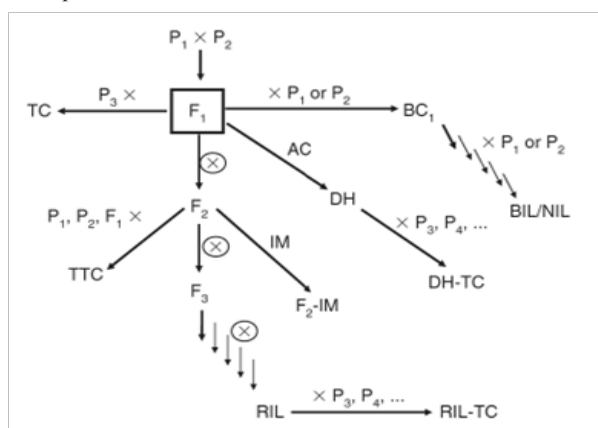 P₁ × P₂
TC
P₃ ×
F₁
× P₁ or P₂
BC₁
⊗
AC
× P₁ or P₂
P₁, P₂, F₁ ×
F₂
DH
BIL/NIL
⊗
IM
× P₃, P₄, ...
TTC
DH-TC
F₃
F₂-IM
⊗
RIL
× P₃, P₄, ...
RIL-TC